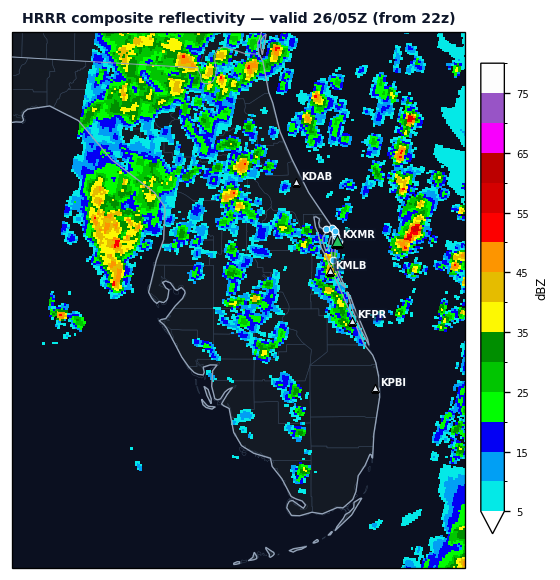 HRRR composite reflectivity — valid 26/05Z (from 22z)
KDAB
KXMR
KMLB
KFPR
KPBI
75
65
55
45
35
25
15
5
dBZ